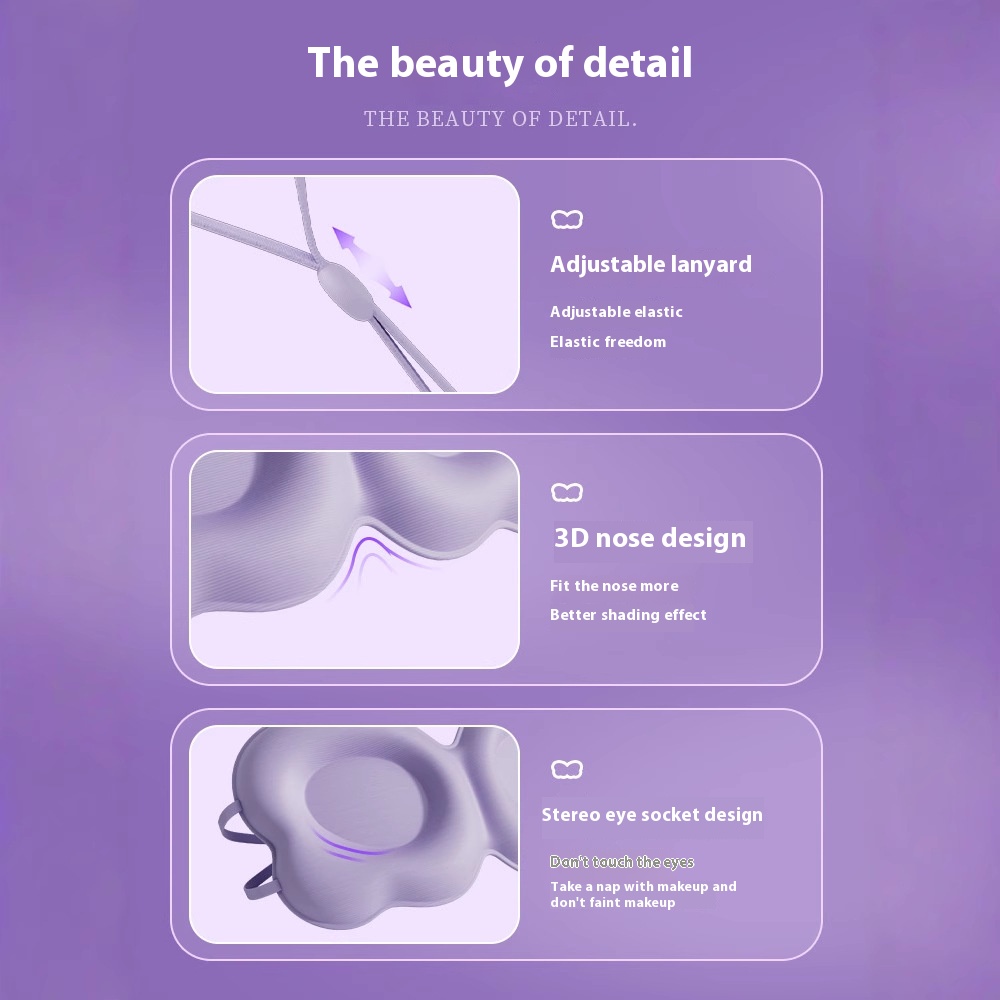 The beauty of detail
THE BEAUTY OF DETAIL.
Adjustable lanyard
Adjustable elastic
Elastic freedom
3D nose design
Fit the nose more
Better shading effect
Stereo eye socket design
Don't touch the eyes
Take a nap with makeup and
don't faint makeup